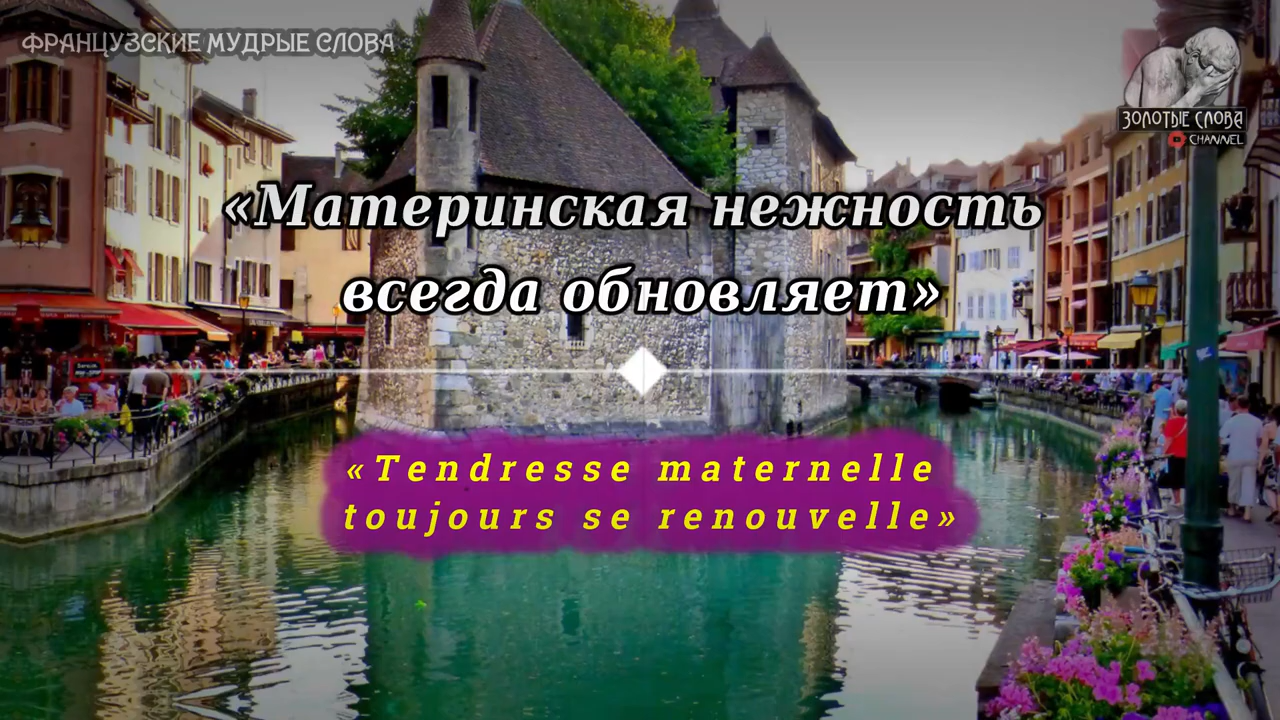 ФРАНЦУЗСКИЕ МУДРЫЕ СЛОВА
ЗОЛОТЫЕ СЛОВА
CHANNEL
«Материнская нежность
всегда обновляет»
«Tendresse maternelle
toujours se renouvelle»